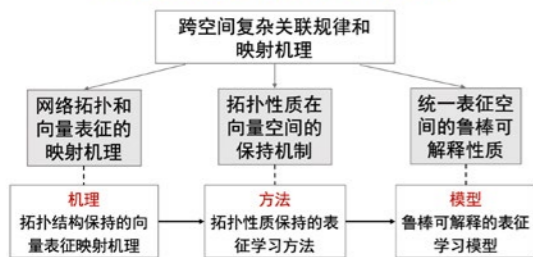 跨空间复杂关联规律和
映射机理
网络拓扑和
向量表征的
映射机理
拓扑性质在
向量空间的
保持机制
统一表征空
间的鲁棒可
解释性质
机理
拓扑结构保持的向
量表征映射机理
方法
拓扑性质保持的表
征学习方法
模型
鲁棒可解释的表征
学习模型